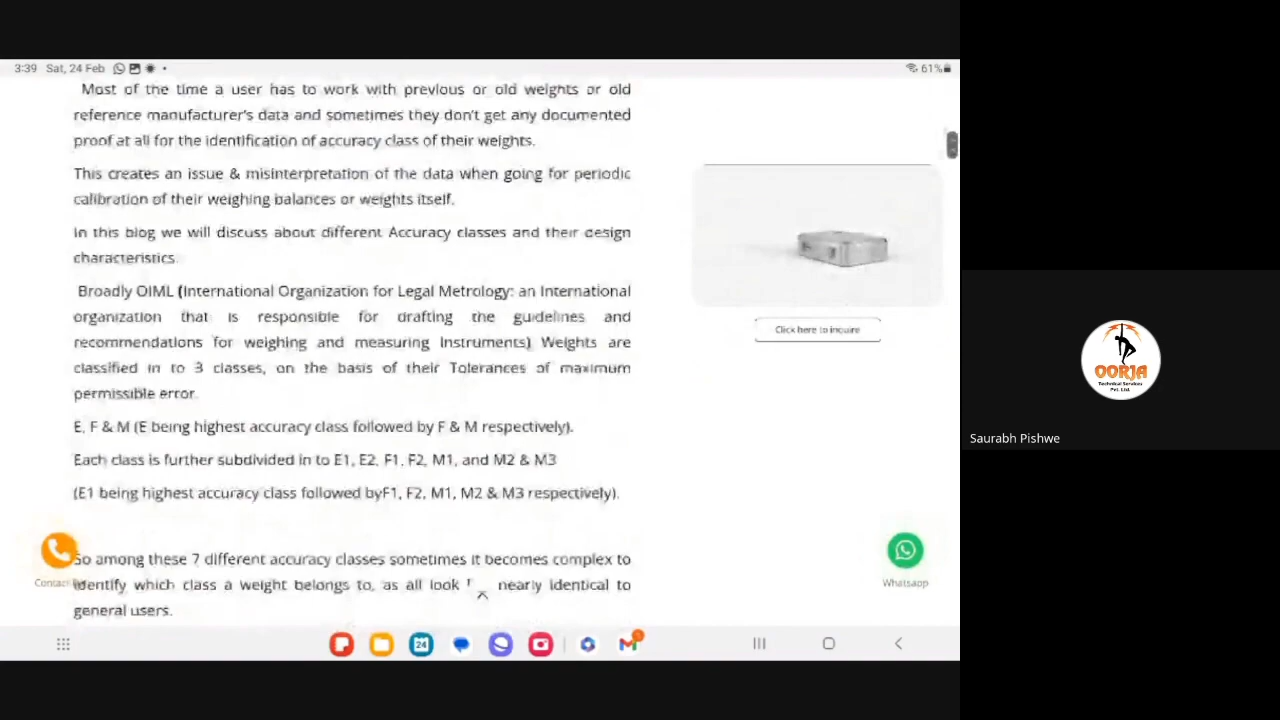 3:39 Sat, 24 Feb
61%
Most of the time a user has to work with previous or old weights or old
reference manufacturer's data and sometimes they don't get any documented
proof at all for the identification of accuracy class of their weights.
This creates an issue & misinterpretation of the data when going for periodic
calibration of their weighing balances or weights itself.
In this blog we will discuss about different Accuracy classes and their design
characteristics.
Broadly OIML (International Organization for Legal Metrology: an International
organization that is responsible for drafting the guidelines and
recommendations for weighing and measuring Instruments) Weights are
classified in to 3 classes, on the basis of their Tolerances of maximum
permissible error.
E, F & M (E being highest accuracy class followed by F & M respectively).
Each class is further subdivided in to E1, E2, F1, F2, M1, and M2 & M3
(E1 being highest accuracy class followed byF1, F2, M1, M2 & M3 respectively).
So among these 7 different accuracy classes sometimes it becomes complex to
identify which class a weight belongs to, as all look nearly identical to
general users.
Click here to inquire
Contact
Whatsapp
24
OORJA
Technical Services
Pvt. Ltd.
Saurabh Pishwe